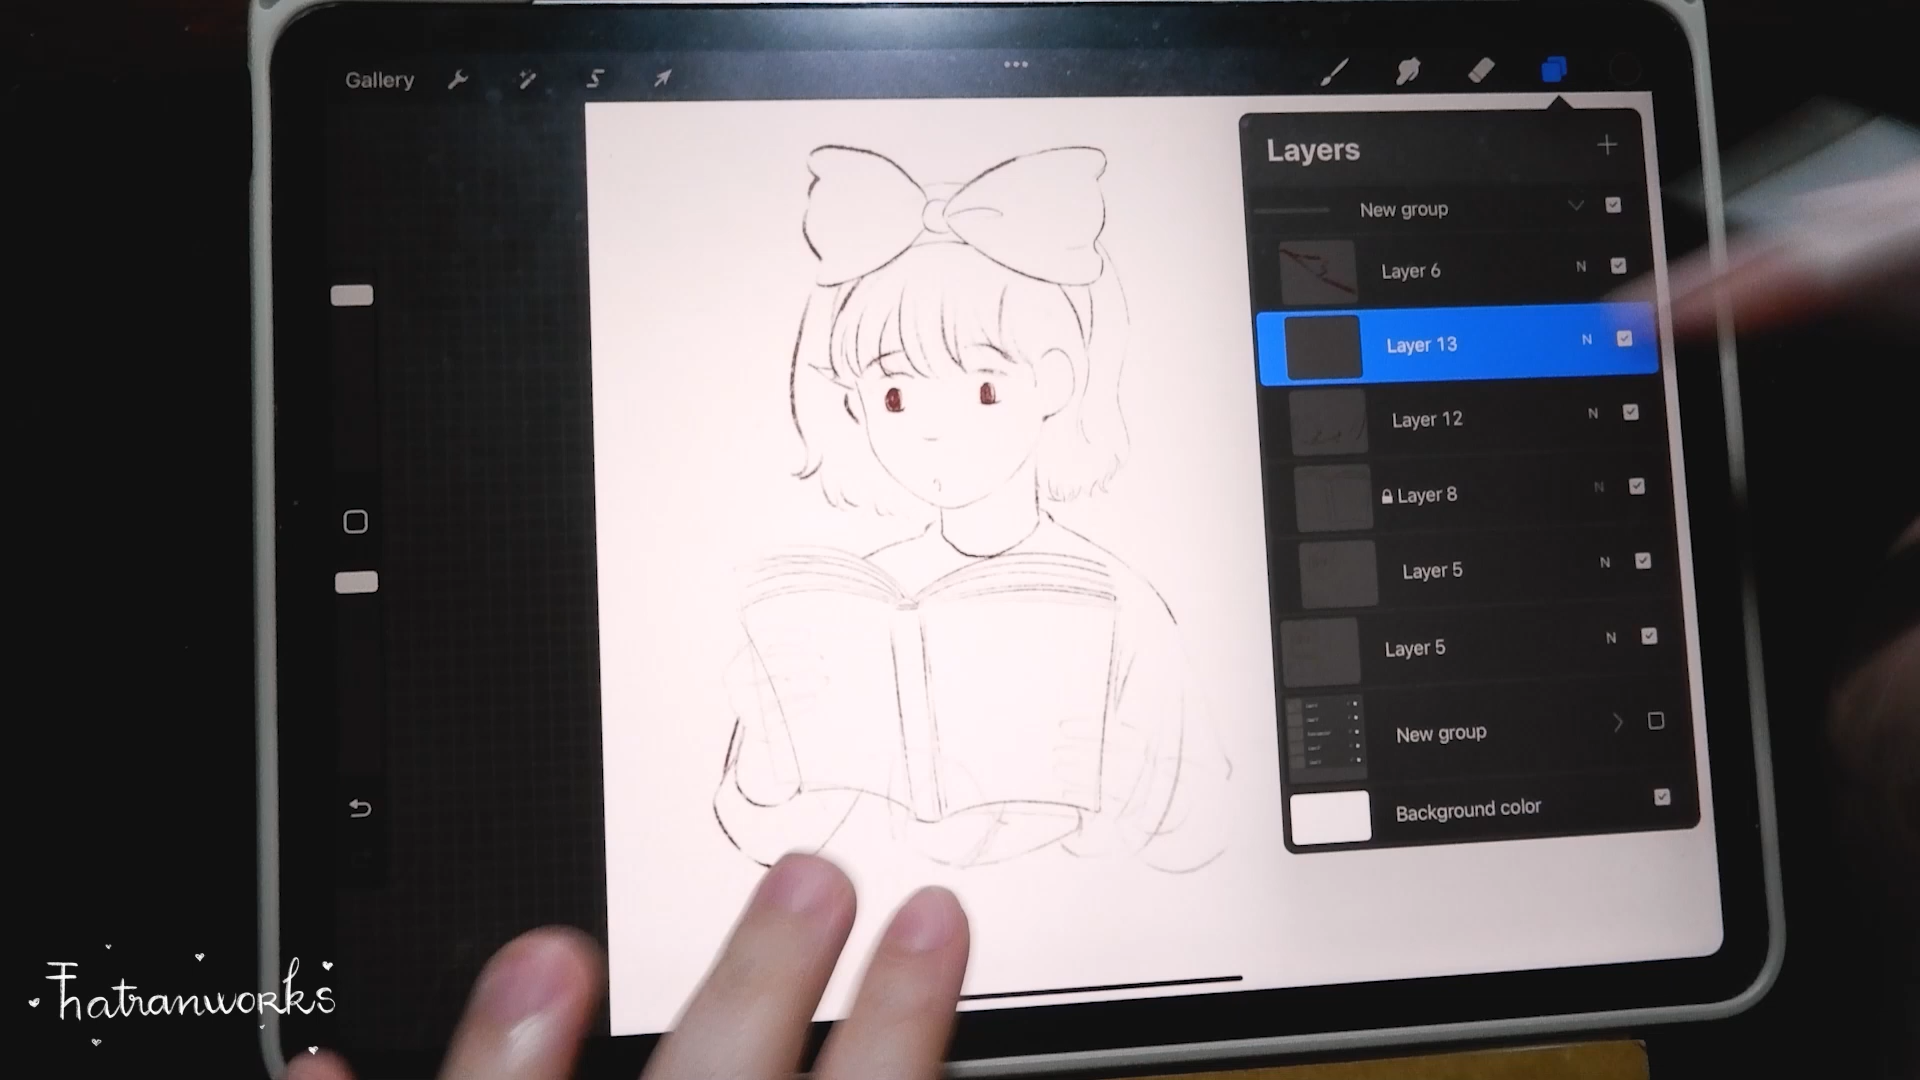 Gallery
Layers
New group
Layer 6 N
Layer 13 N
Layer 12 N
Layer 8 N
Layer 5 N
Layer 5 N
New group
Background color
Thatranworks